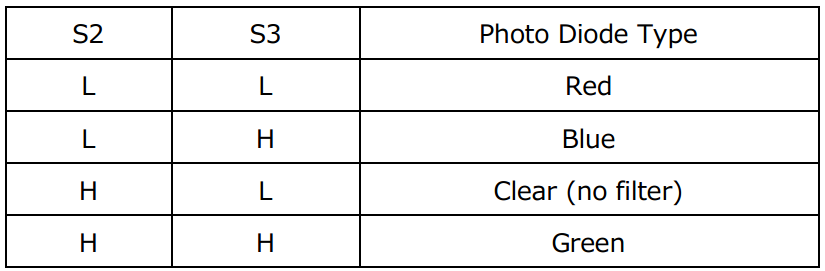 S2 S3 Photo Diode Type
L L Red
L H Blue
H L Clear (no filter)
H H Green